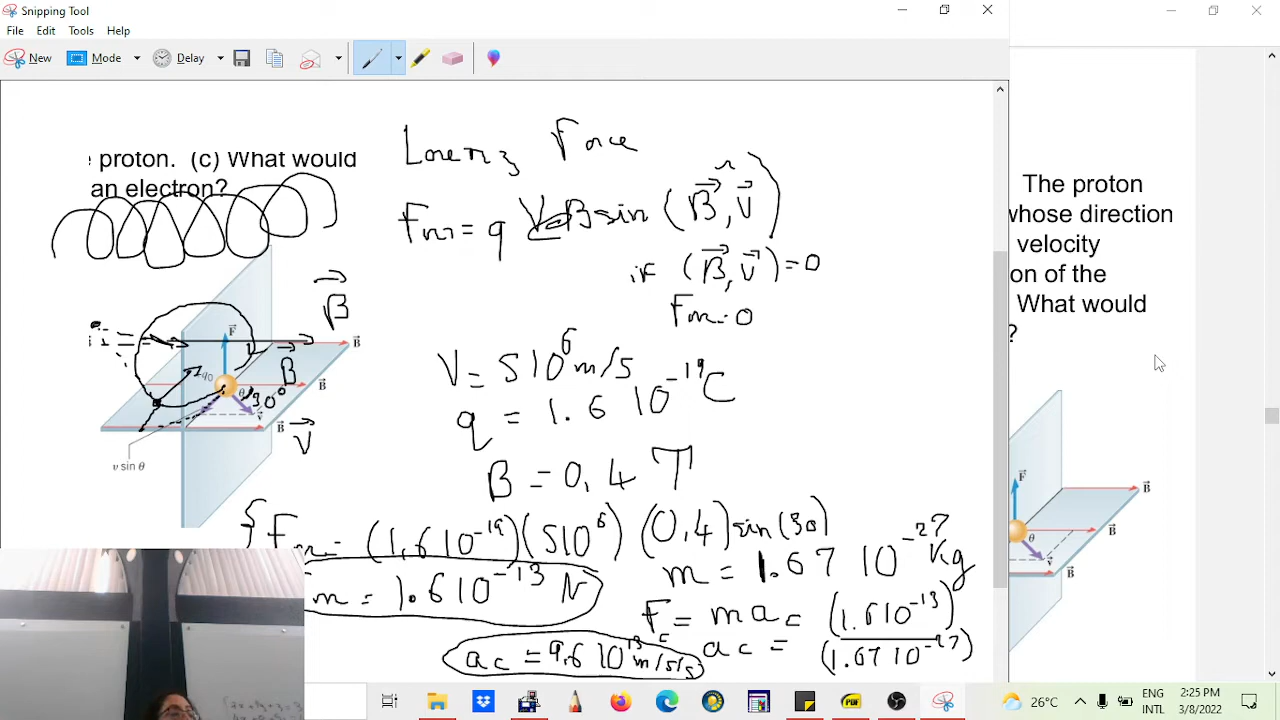 Snipping Tool
File Edit Tools Help
New Mode Delay
proton. (c) What would
an electron?
Lorentz Force
Fm = q V B sin (B, V)
if (B, V) = 0
Fm = 0
V = 5 10^6 m/s
q = 1.6 10^-19 C
B = 0,4 T
Fm = (1.6 10^-19) (5 10^6) (0,4) sin(30)
m = 1.6 10^-13 N
m = 1.67 10^-27 kg
Fc = m ac = (1.6 10^-13)
ac = (1.67 10^-27)
ac = 9.6 10^13 m/s/s
B
B
F
B
+q0
B
B
θ 30°
v
B
V
v sin θ
The proton
whose direction
velocity
on of the
What would
?
F
B
B
θ
v
B
26°C
ENG
INTL
2:25 PM
3/8/2022